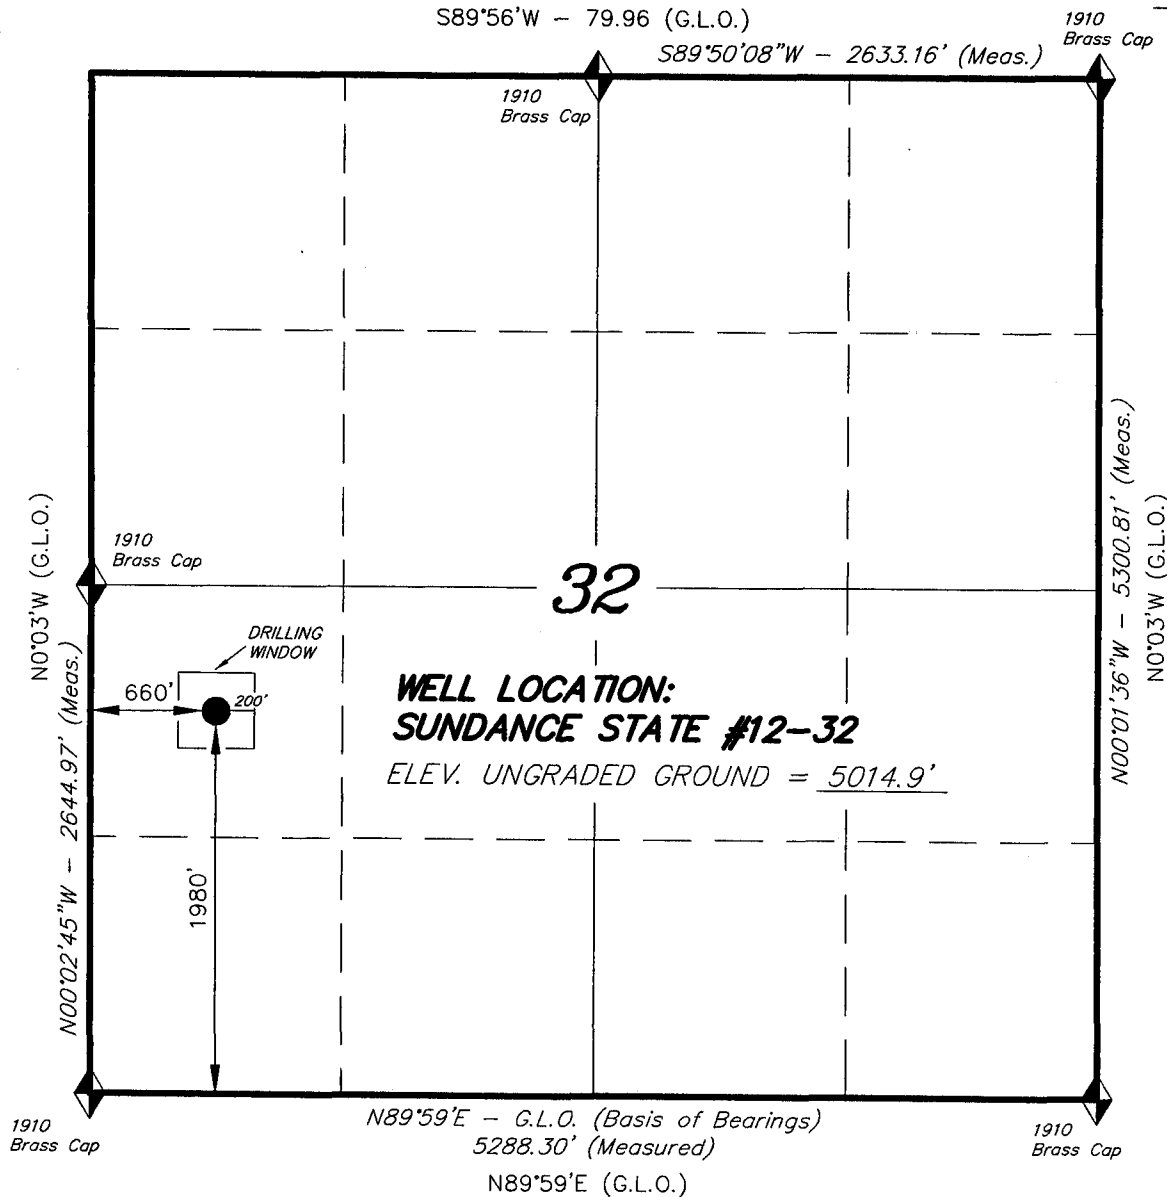 S89°56'W – 79.96 (G.L.O.)
1910
Brass Cap
S89°50'08"W – 2633.16' (Meas.)
1910
Brass Cap
N00°01'36"W – 5300.81' (Meas.)
N0°03'W (G.L.O.)
N0°03'W (G.L.O.)
1910
Brass Cap
32
DRILLING
WINDOW
660'
200'
WELL LOCATION:
SUNDANCE STATE #12–32
ELEV. UNGRADED GROUND = 5014.9'
N00°02'45"W – 2644.97' (Meas.)
1980'
1910
Brass Cap
N89°59'E – G.L.O. (Basis of Bearings)
5288.30' (Measured)
N89°59'E (G.L.O.)
1910
Brass Cap